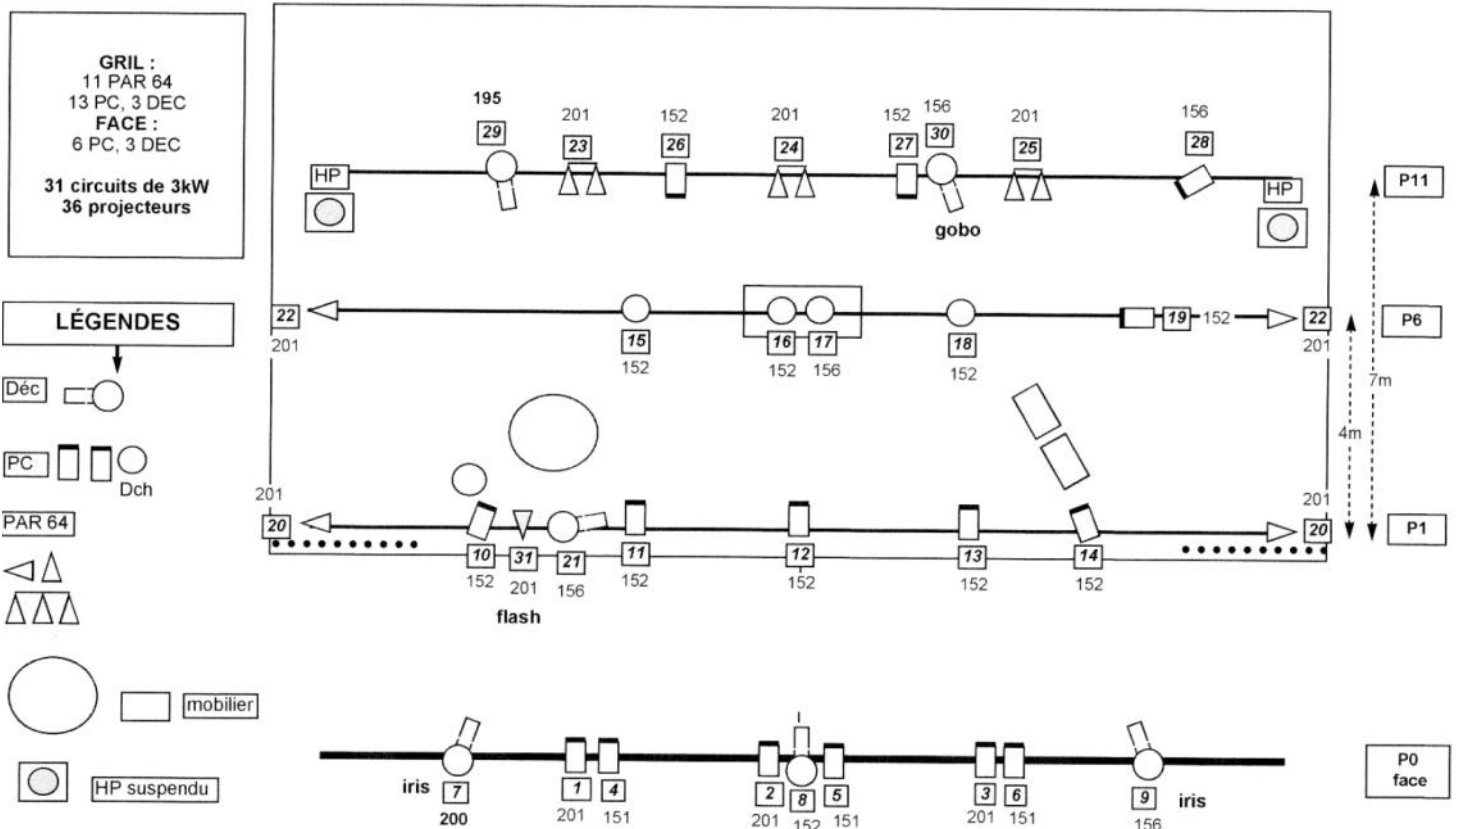 GRIL :
11 PAR 64
13 PC, 3 DEC
FACE :
6 PC, 3 DEC
31 circuits de 3kW
36 projecteurs
LÉGENDES
Déc
PC
Dch
PAR 64
mobilier
HP suspendu
195 201 152 201 152 156 201 156
29 23 26 24 27 30 25 28
HP HP
gobo
P11
22 15 16 17 18 19 152 22
201 152 152 156 152 201
P6
7m
4m
201 201
20 10 31 21 11 12 13 14 20
152 201 156 152 152 152 152
flash
P1
iris 7 1 4 2 8 5 3 6 9 iris
200 201 151 201 152 151 201 151 156
P0
face